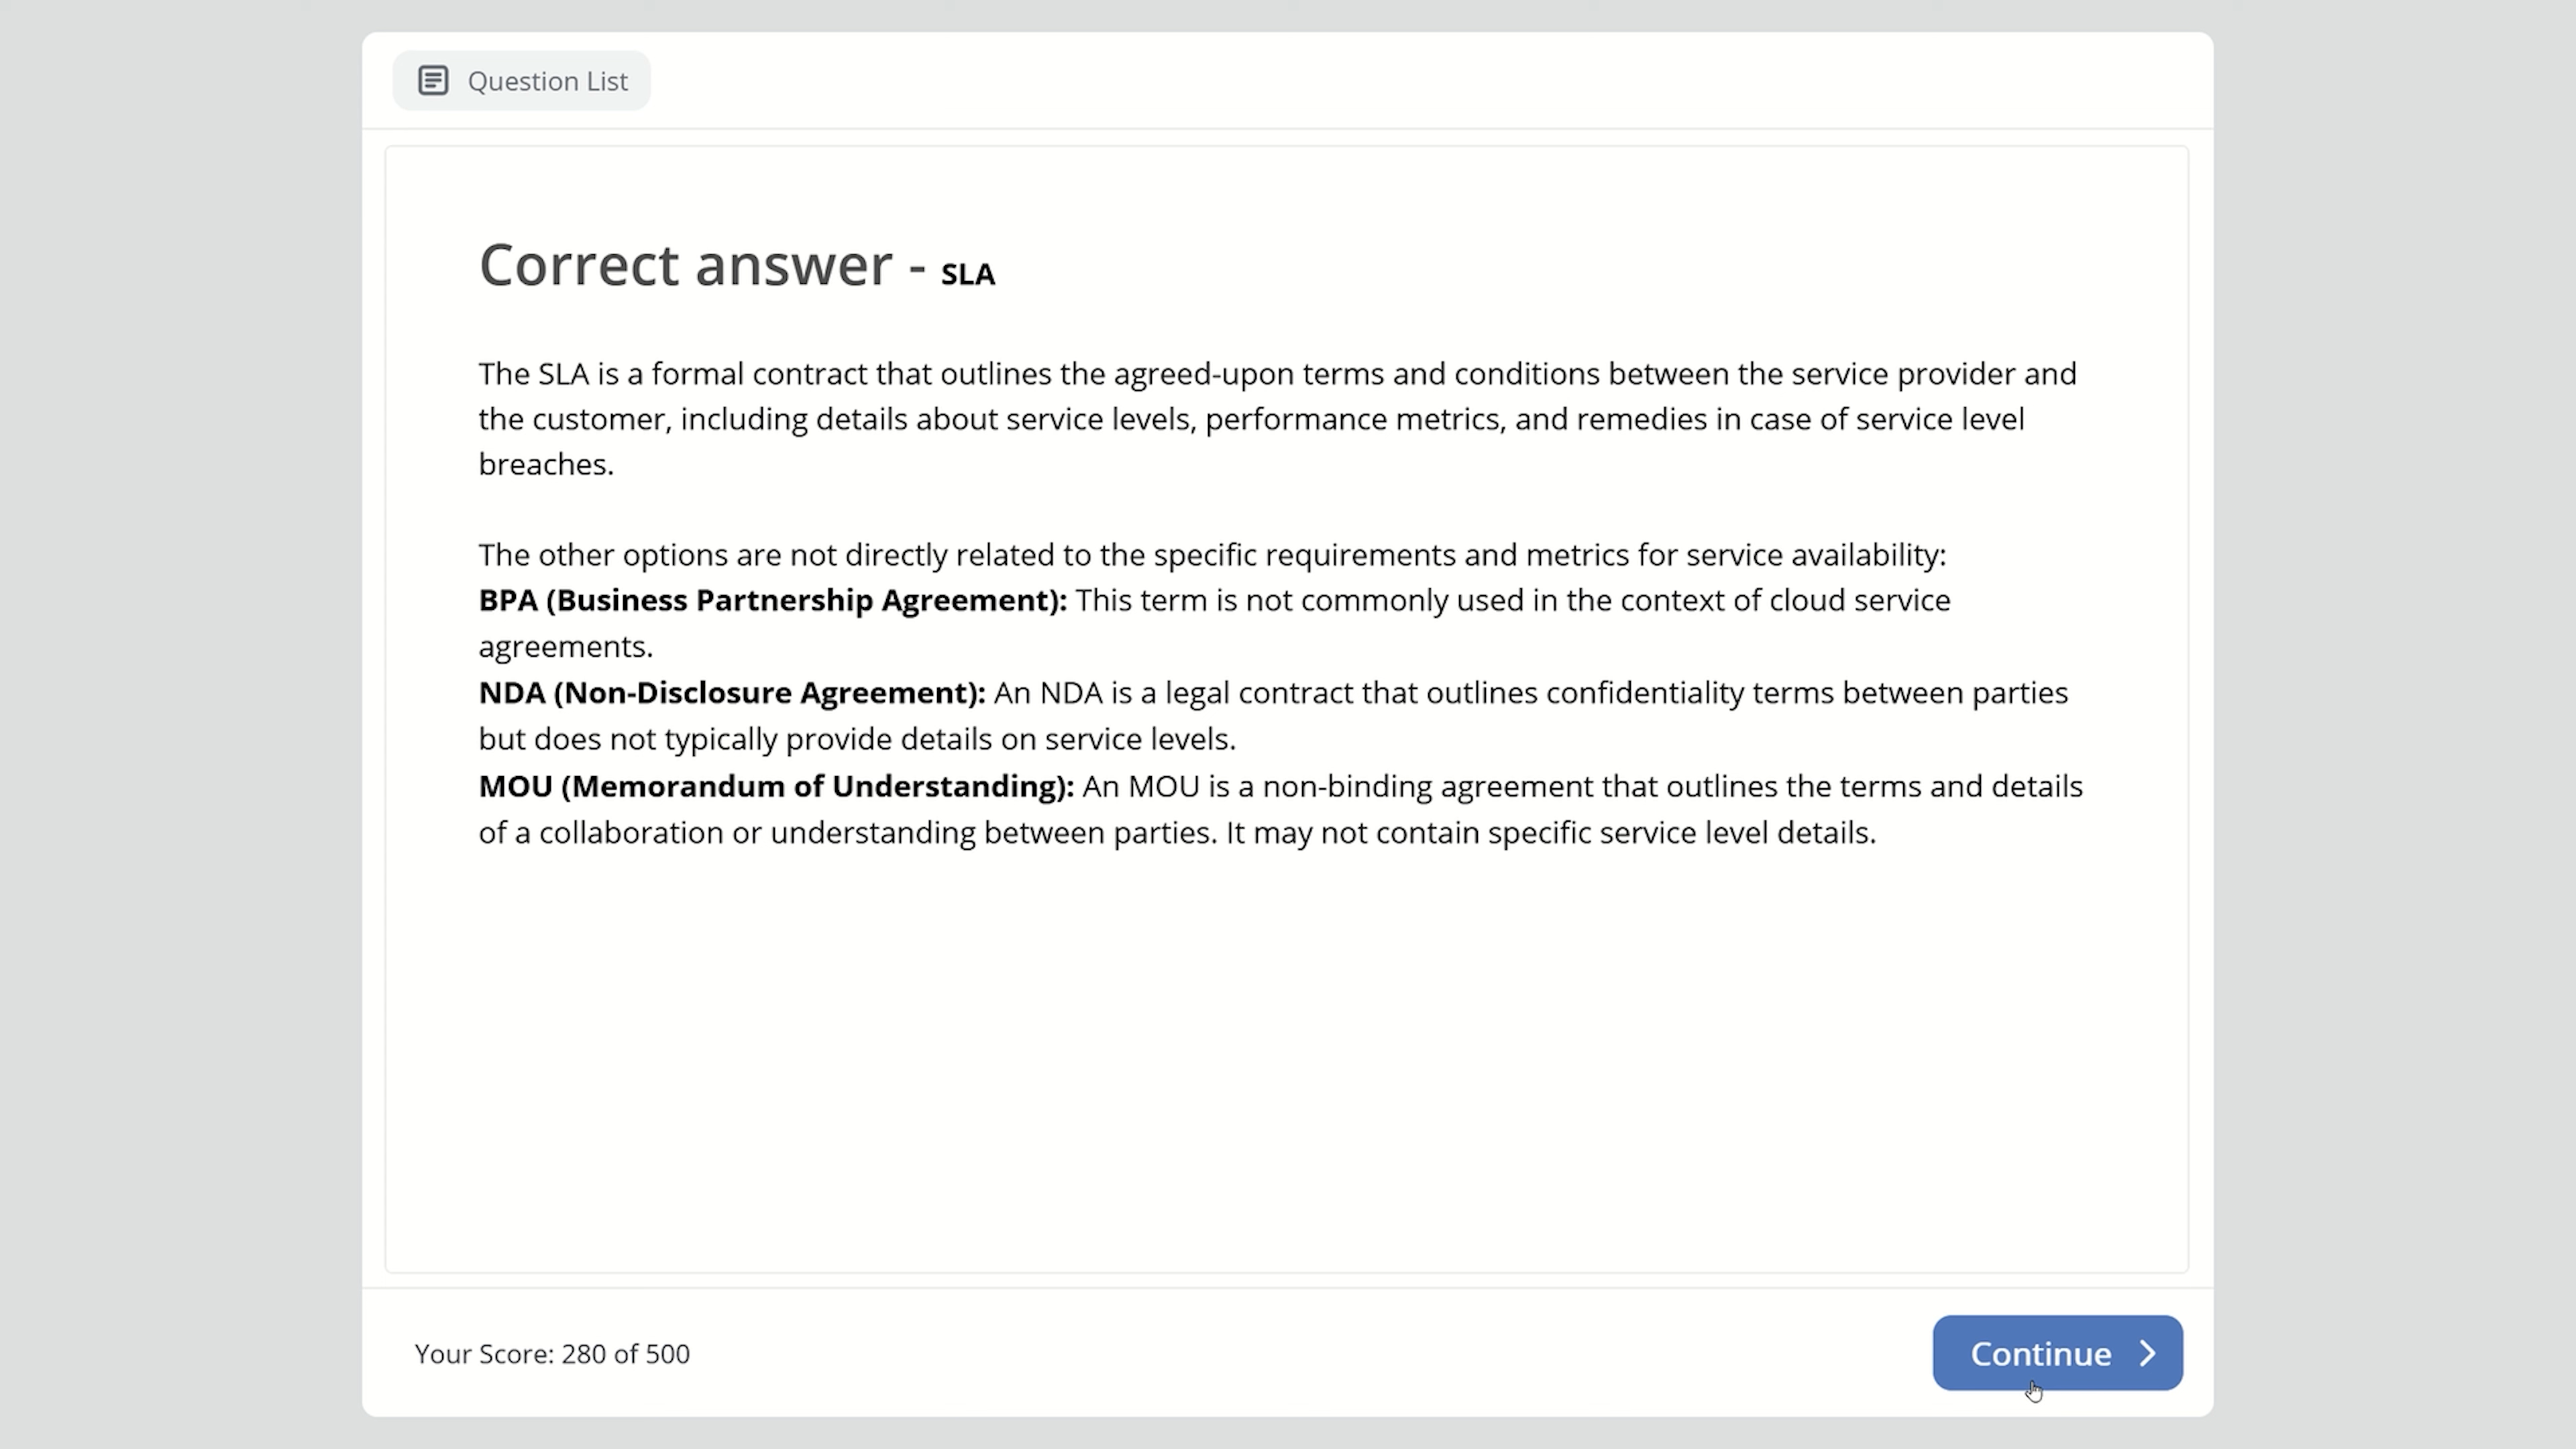 Question List
Correct answer - SLA
The SLA is a formal contract that outlines the agreed-upon terms and conditions between the service provider and
the customer, including details about service levels, performance metrics, and remedies in case of service level
breaches.
The other options are not directly related to the specific requirements and metrics for service availability:
BPA (Business Partnership Agreement): This term is not commonly used in the context of cloud service
agreements.
NDA (Non-Disclosure Agreement): An NDA is a legal contract that outlines confidentiality terms between parties
but does not typically provide details on service levels.
MOU (Memorandum of Understanding): An MOU is a non-binding agreement that outlines the terms and details
of a collaboration or understanding between parties. It may not contain specific service level details.
Your Score: 280 of 500
Continue